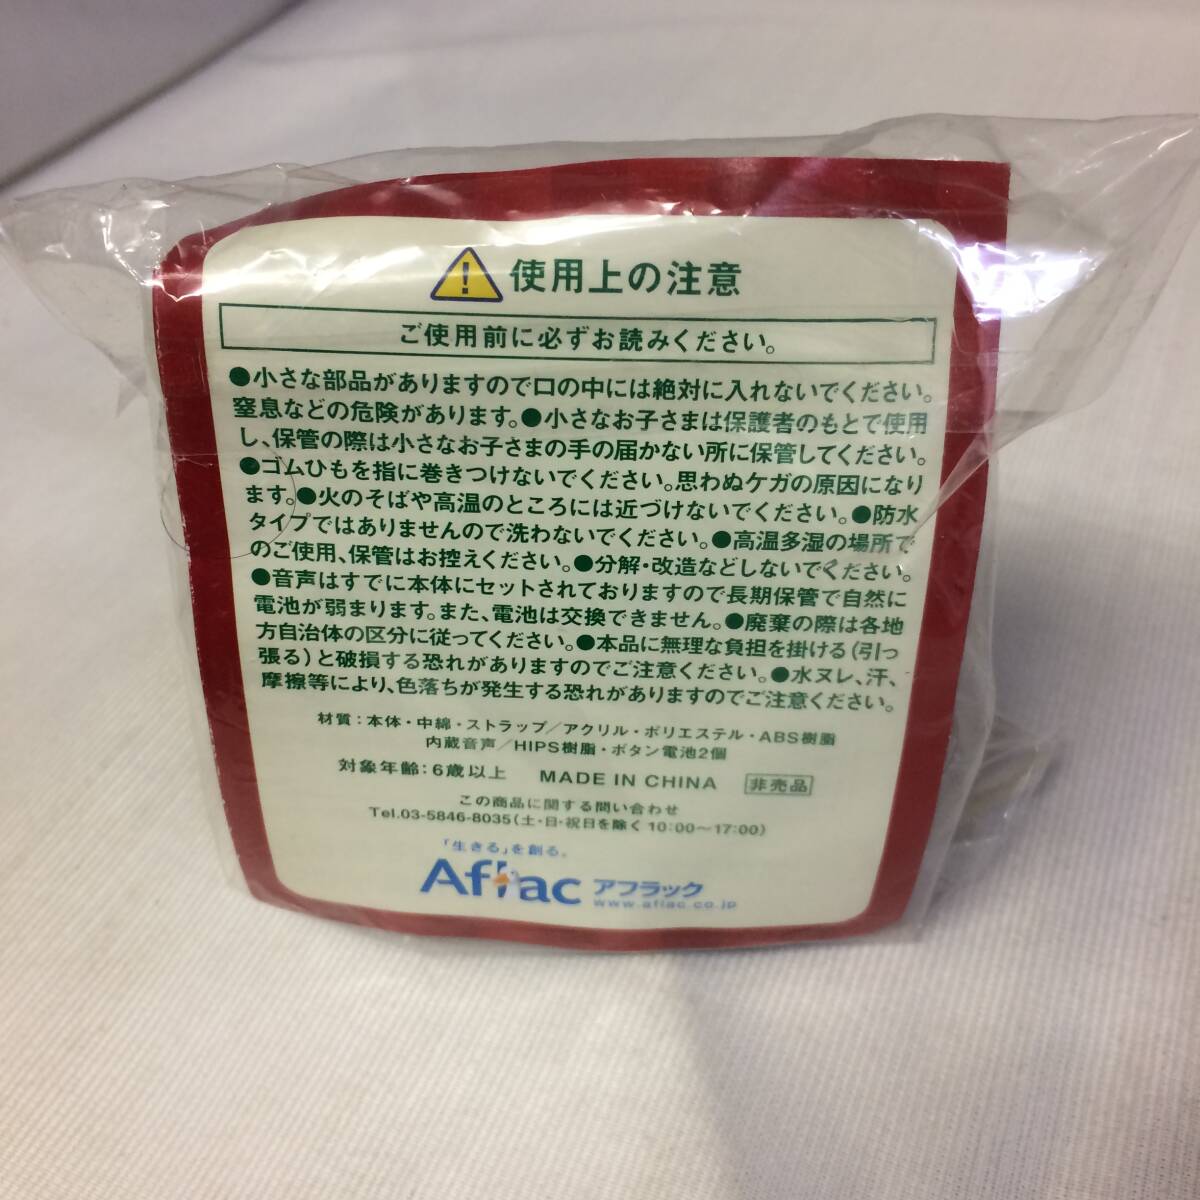 使用上の注意
ご使用前に必ずお読みください。
●小さな部品がありますので口の中には絶対に入れないでください。
窒息などの危険があります。●小さなお子さまは保護者のもとで使用
し、保管の際は小さなお子さまの手の届かない所に保管してください。
●ゴムひもを指に巻きつけないでください。思わぬケガの原因になり
ます。●火のそばや高温のところには近づけないでください。●防水
タイプではありませんので洗わないでください。●高温多湿の場所で
のご使用、保管はお控えください。●分解・改造などしないでください。
●音声はすでに本体にセットされておりますので長期保管で自然に
電池が弱まります。また、電池は交換できません。●廃棄の際は各地
方自治体の区分に従ってください。●本品に無理な負担を掛ける(引っ
張る)と破損する恐れがありますのでご注意ください。●水ヌレ、汗、
摩擦等により、色落ちが発生する恐れがありますのでご注意ください。
材質:本体・中綿・ストラップ/アクリル・ポリエステル・ABS樹脂
内蔵音声/HIPS樹脂・ボタン電池2個
対象年齢:6歳以上 MADE IN CHINA 非売品
この商品に関する問い合わせ
Tel.03-5846-8035(土・日・祝日を除く10:00〜17:00)
「生きる」を創る。
Aflac アフラック
www.aflac.co.jp